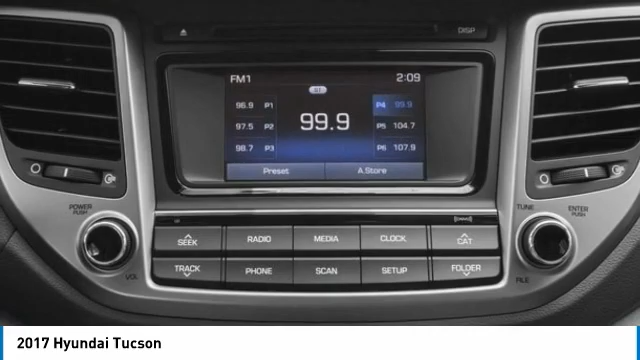 DISP
FM1 2:09
ST
96.9 P1 99.9 P4 99.9
97.5 P2 P5 104.7
98.7 P3 P6 107.9
Preset A.Store
POWER
PUSH
VOL
TUNE
ENTER
PUSH
FILE
SEEK RADIO MEDIA CLOCK CAT
TRACK PHONE SCAN SETUP FOLDER
2017 Hyundai Tucson